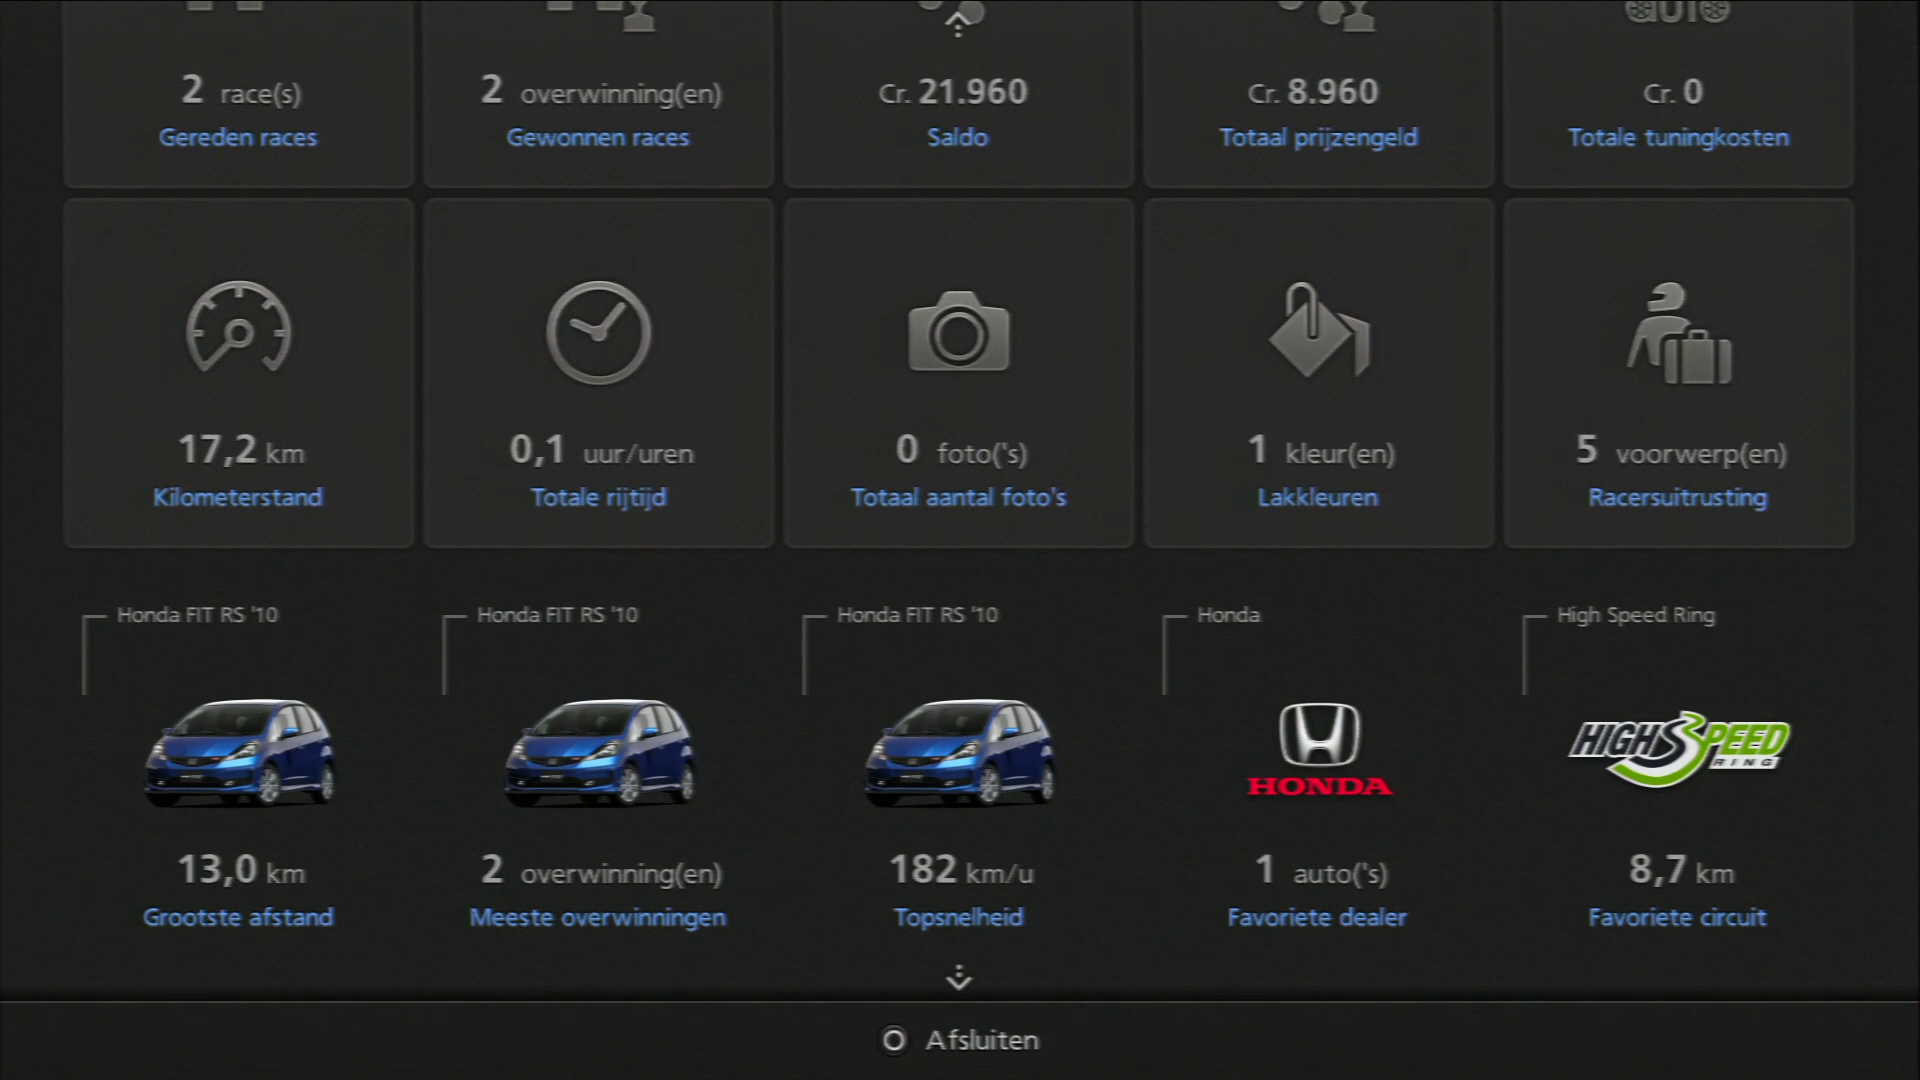 2 race(s)
Gereden races
2 overwinning(en)
Gewonnen races
Cr. 21.960
Saldo
Cr. 8.960
Totaal prijzengeld
Cr. 0
Totale tuningkosten
17,2 km
Kilometerstand
0,1 uur/uren
Totale rijtijd
0 foto('s)
Totaal aantal foto's
1 kleur(en)
Lakkleuren
5 voorwerp(en)
Racersuitrusting
Honda FIT RS '10
13,0 km
Grootste afstand
Honda FIT RS '10
2 overwinning(en)
Meeste overwinningen
Honda FIT RS '10
182 km/u
Topsnelheid
Honda
HONDA
1 auto('s)
Favoriete dealer
High Speed Ring
HIGH SPEED
RING
8,7 km
Favoriete circuit
Afsluiten